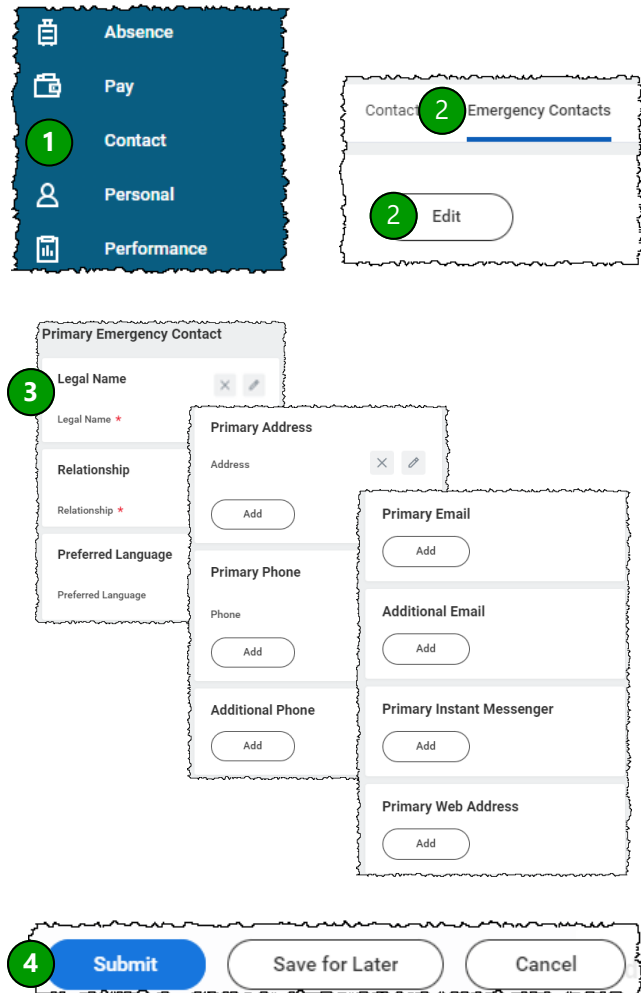 Absence
Pay
1 Contact
Personal
Performance
Contact 2 Emergency Contacts
2 Edit
Primary Emergency Contact
3 Legal Name
Legal Name *
Relationship
Relationship *
Preferred Language
Preferred Language
Primary Address
Address
Add
Primary Phone
Phone
Add
Additional Phone
Add
Primary Email
Add
Additional Email
Add
Primary Instant Messenger
Add
Primary Web Address
Add
4 Submit Save for Later Cancel